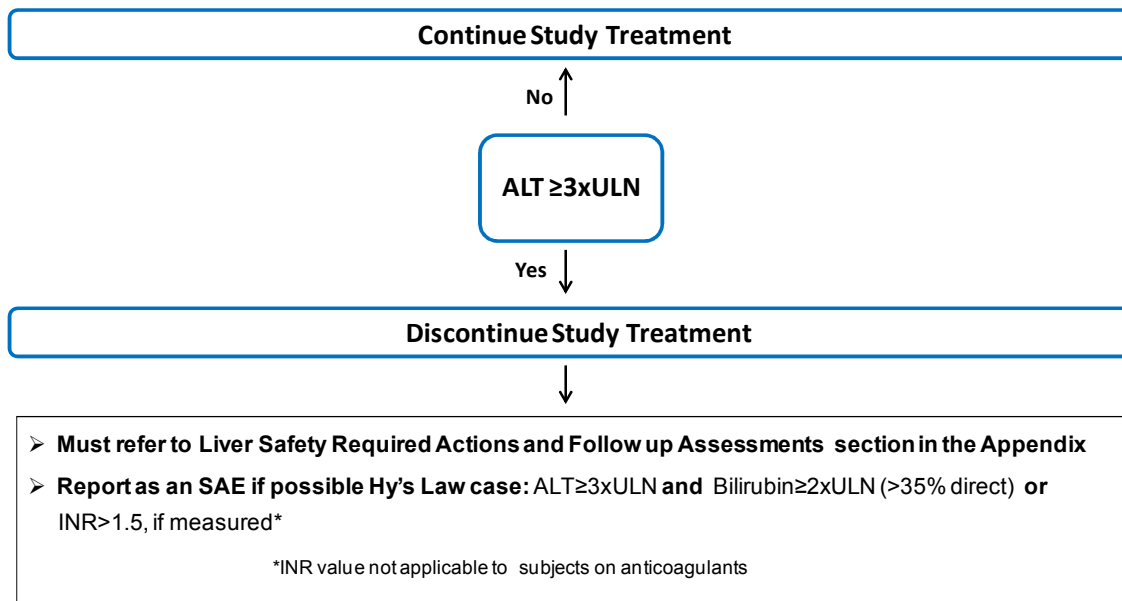 Continue Study Treatment
No
ALT ≥3xULN
Yes
Discontinue Study Treatment
➢ Must refer to Liver Safety Required Actions and Follow up Assessments section in the Appendix
➢ Report as an SAE if possible Hy's Law case: ALT≥3xULN and Bilirubin≥2xULN (>35% direct) or
INR>1.5, if measured*
*INR value not applicable to subjects on anticoagulants